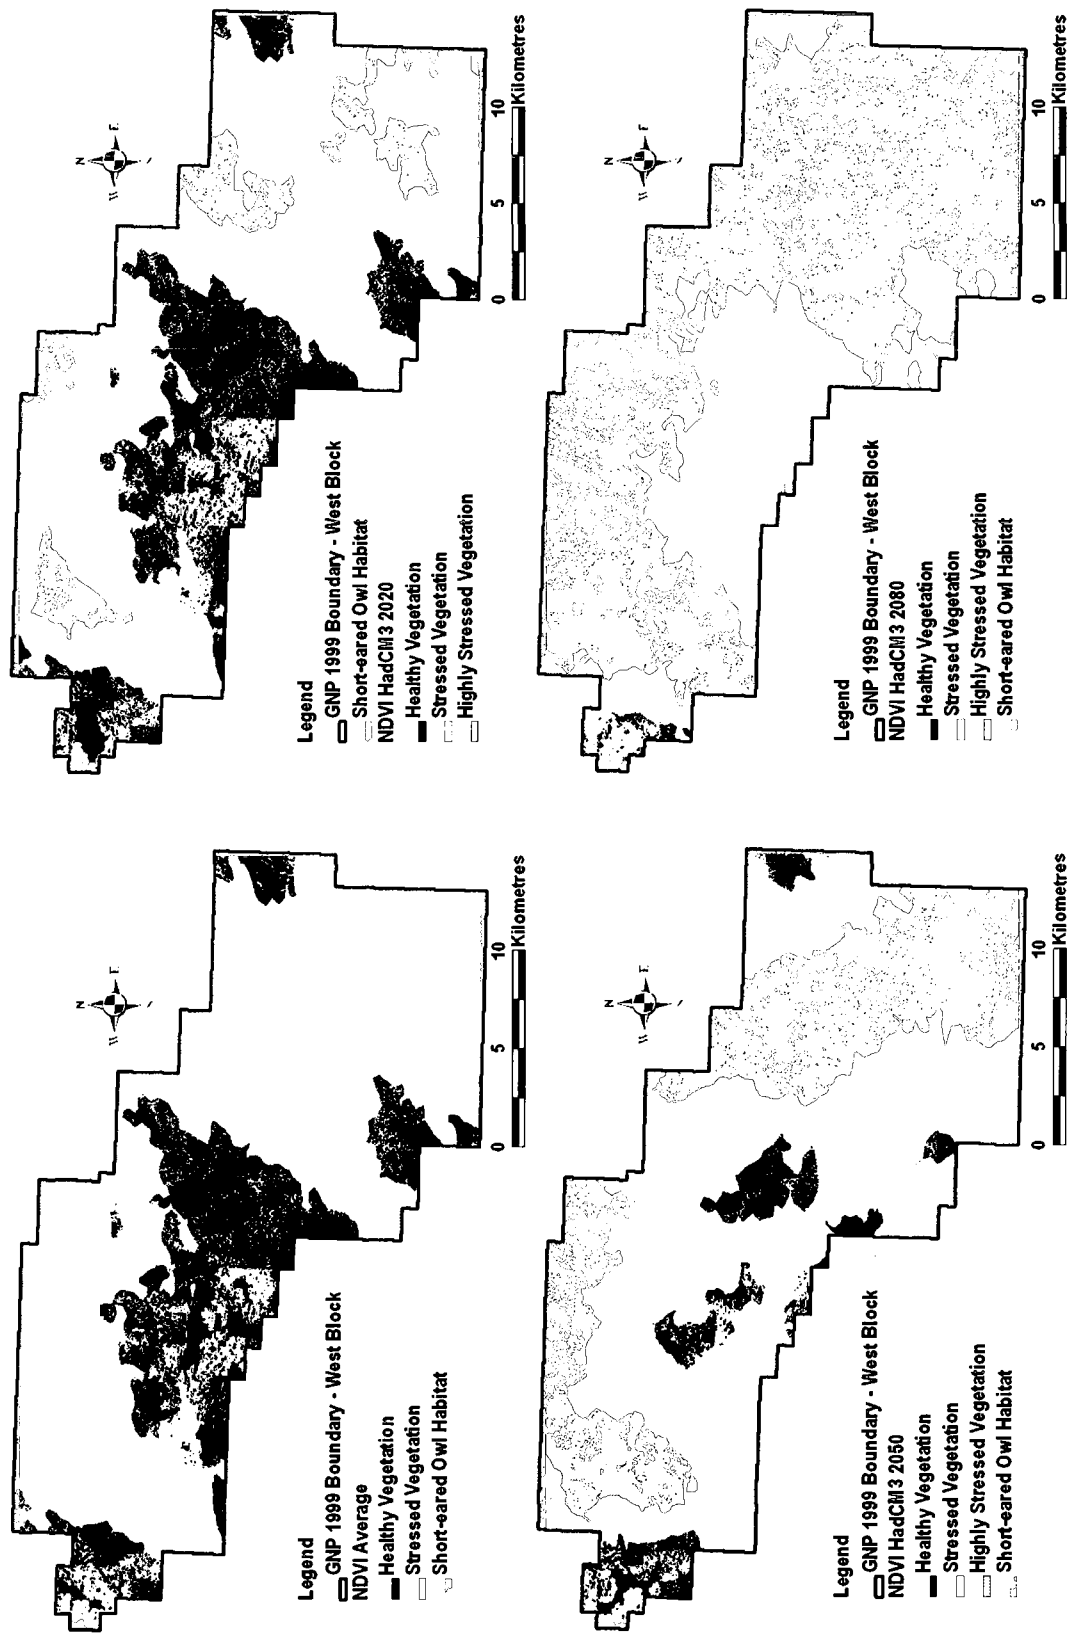 Legend
GNP 1999 Boundary - West Block
NDVI Average
Healthy Vegetation
Stressed Vegetation
Short-eared Owl Habitat
N
0 5 10
Kilometres
Legend
GNP 1999 Boundary - West Block
Short-eared Owl Habitat
NDVI HadCM3 2020
Healthy Vegetation
Stressed Vegetation
Highly Stressed Vegetation
N
0 5 10
Kilometres
Legend
GNP 1999 Boundary - West Block
NDVI HadCM3 2050
Healthy Vegetation
Stressed Vegetation
Highly Stressed Vegetation
Short-eared Owl Habitat
N
0 5 10
Kilometres
Legend
GNP 1999 Boundary - West Block
NDVI HadCM3 2080
Healthy Vegetation
Stressed Vegetation
Highly Stressed Vegetation
Short-eared Owl Habitat
N
0 5 10
Kilometres